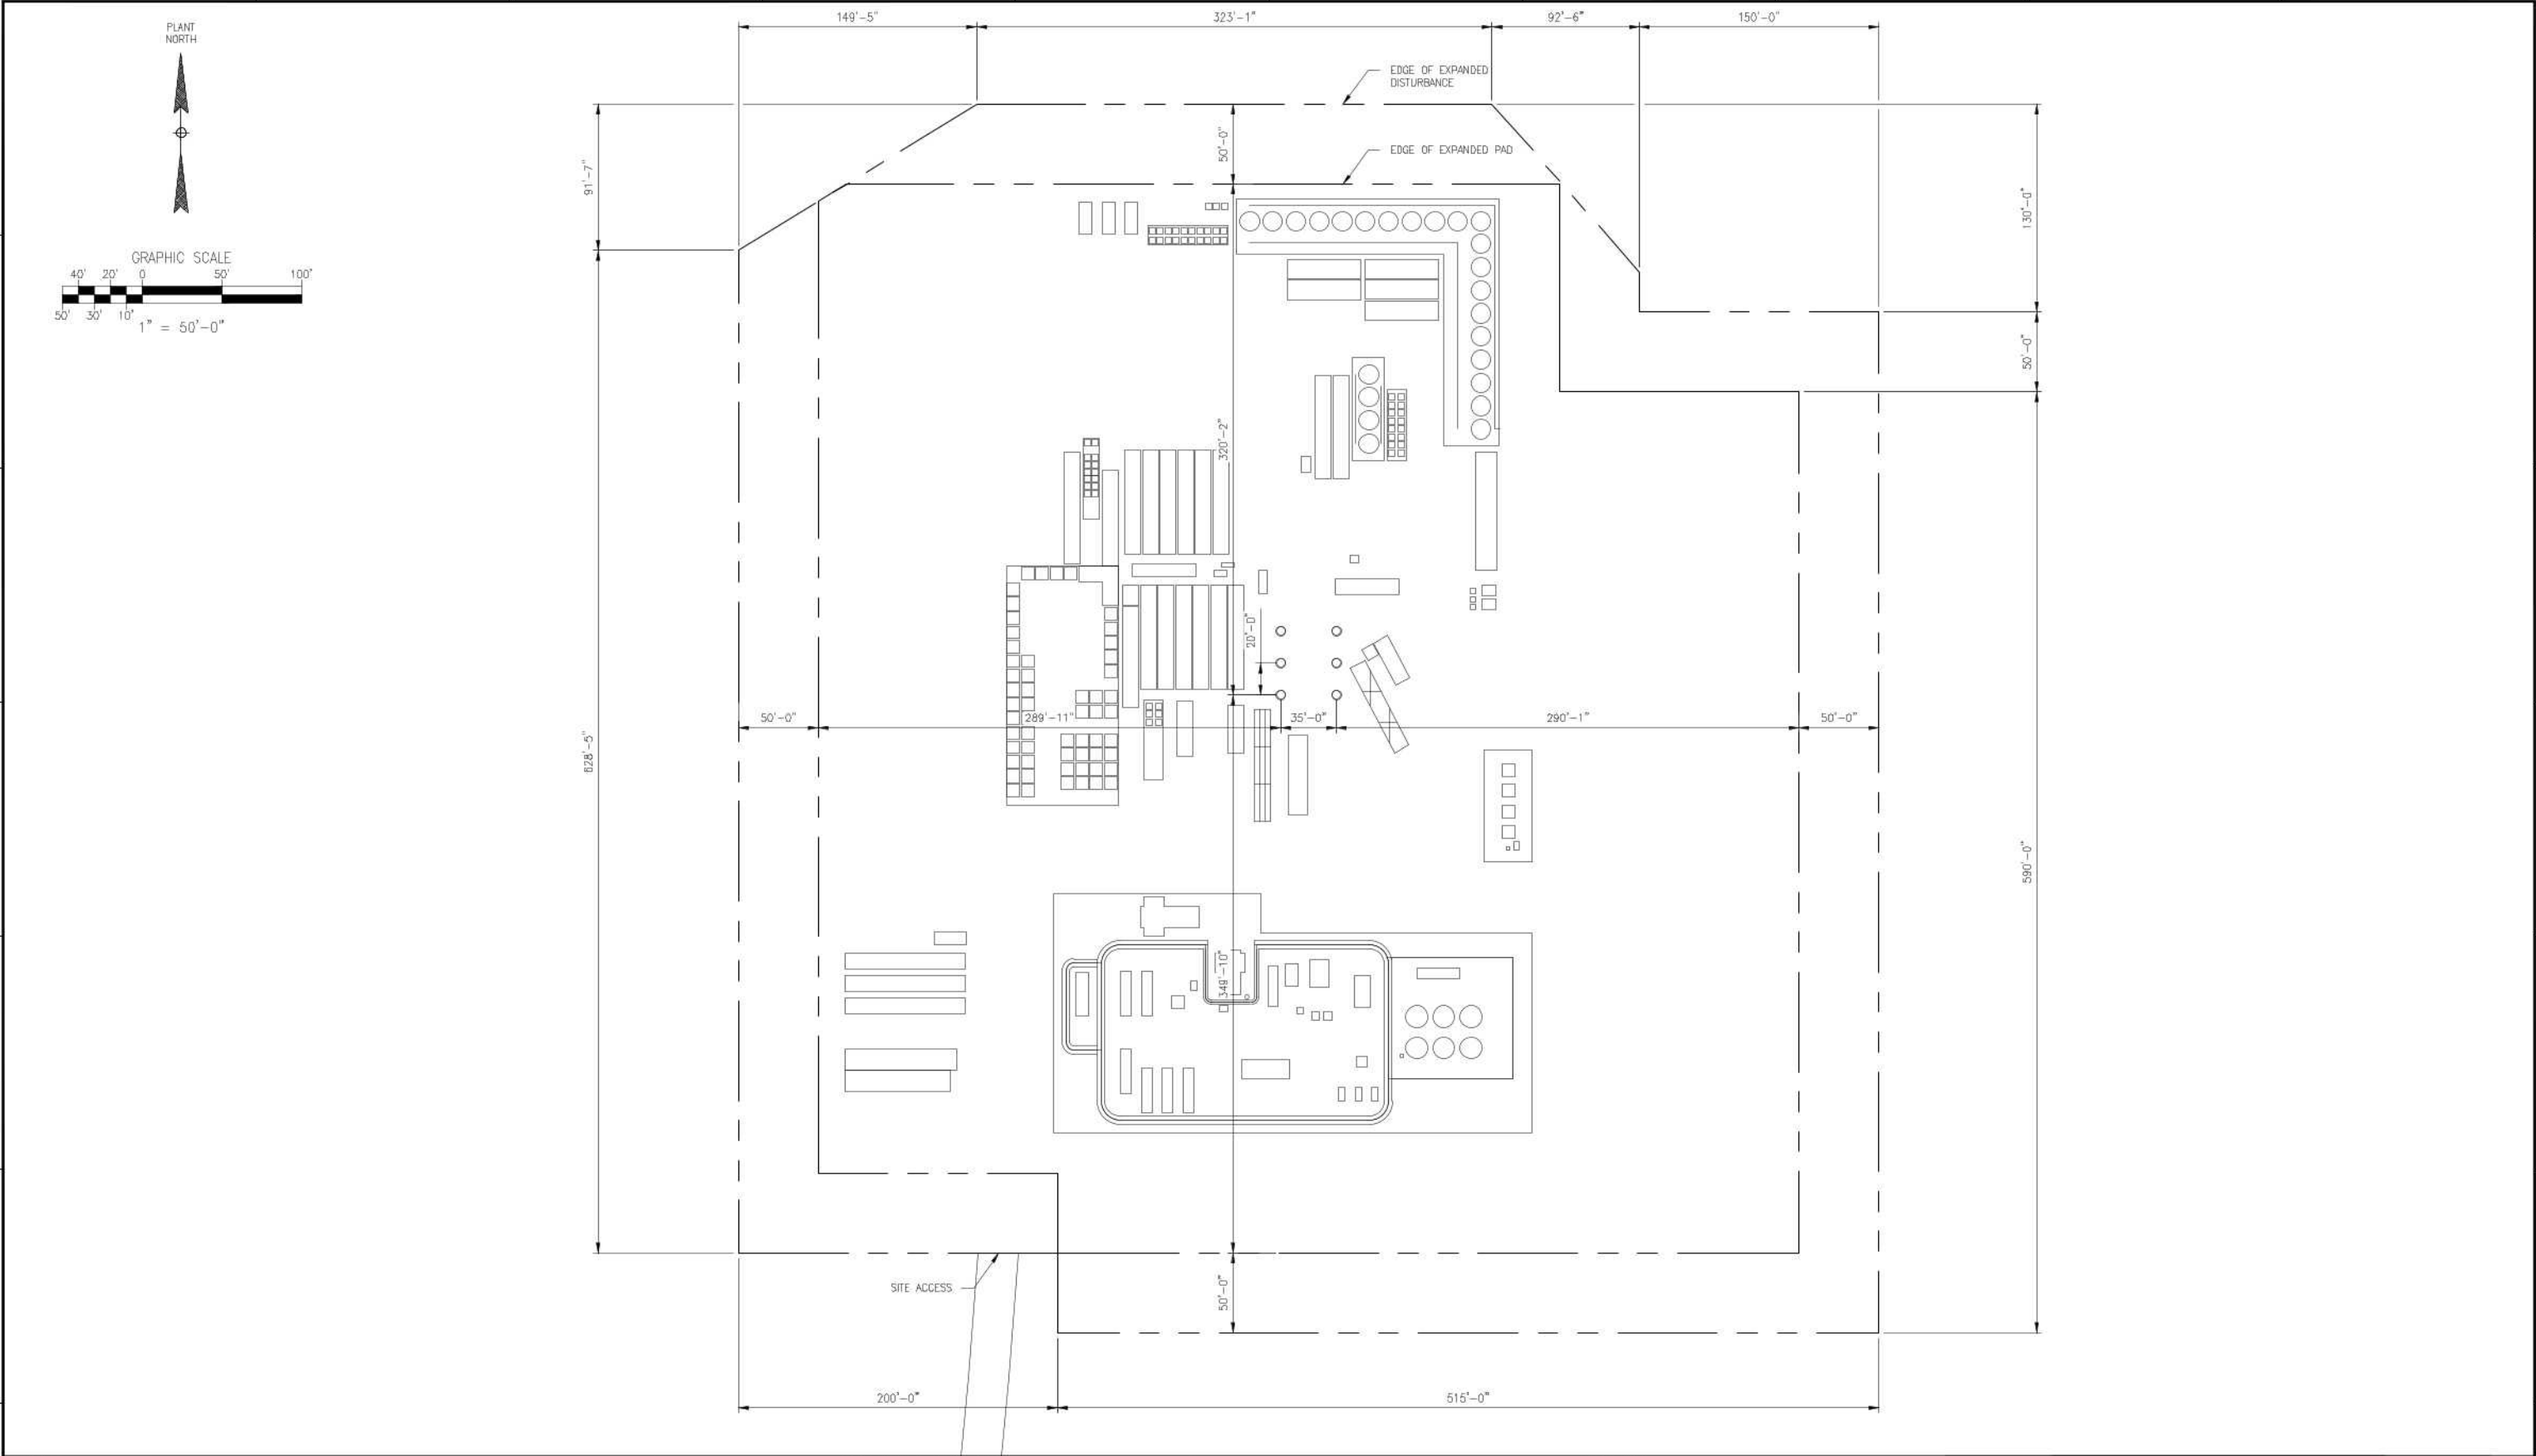 149'-5"
323'-1"
92'-6"
150'-0"
PLANT
NORTH
EDGE OF EXPANDED
DISTURBANCE
50'-0"
EDGE OF EXPANDED PAD
91'-7"
130'-0"
GRAPHIC SCALE
40' 20' 0 50' 100'
50' 30' 10'
1" = 50'-0"
50'-0"
320'-2"
20'-0"
50'-0"
289'-11"
35'-0"
290'-1"
50'-0"
628'-5"
590'-0"
349'-10"
SITE ACCESS
50'-0"
200'-0"
515'-0"